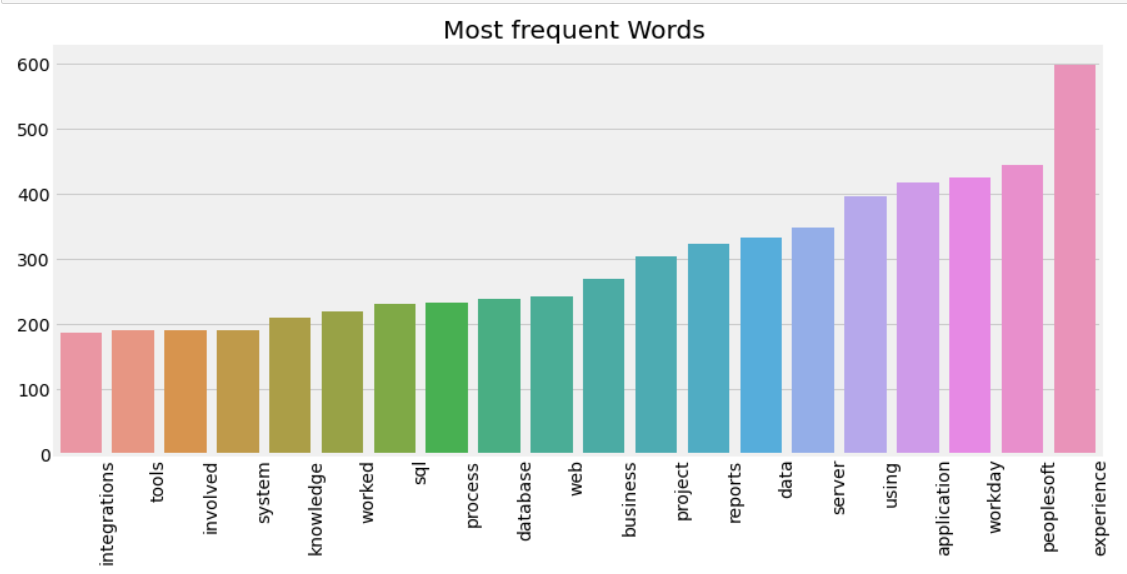 Most frequent Words
600
500
400
300
200
100
0
integrations
tools
involved
system
knowledge
worked
sql
process
database
web
business
project
reports
data
server
using
application
workday
peoplesoft
experience